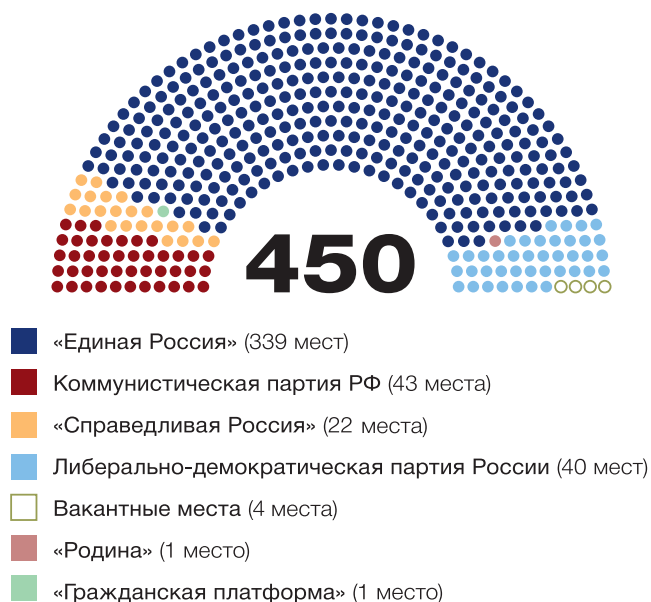 450
«Единая Россия» (339 мест)
Коммунистическая партия РФ (43 места)
«Справедливая Россия» (22 места)
Либерально-демократическая партия России (40 мест)
Вакантные места (4 места)
«Родина» (1 место)
«Гражданская платформа» (1 место)